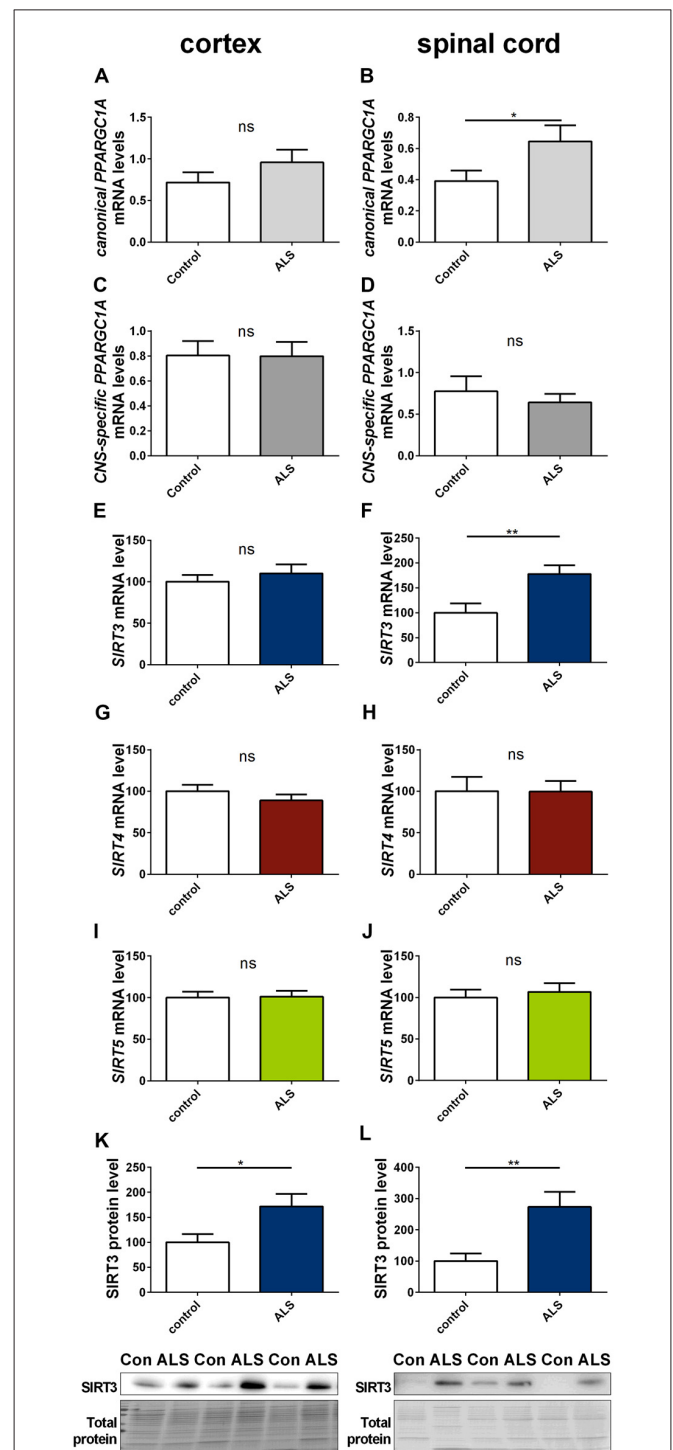 cortex
spinal cord
A
B
canonical PPARGC1A
mRNA levels
1.5
1.0
0.5
0.0
ns
Control
ALS
canonical PPARGC1A
mRNA levels
0.8
0.6
0.4
0.2
0.0
*
Control
ALS
C
D
CNS-specific PPARGC1A
mRNA levels
1.0
0.8
0.6
0.4
0.2
0.0
ns
Control
ALS
CNS-specific PPARGC1A
mRNA levels
1.5
1.0
0.5
0.0
ns
Control
ALS
E
F
SIRT3 mRNA level
150
100
50
0
ns
control
ALS
SIRT3 mRNA level
250
200
150
100
50
0
**
control
ALS
G
H
SIRT4 mRNA level
150
100
50
0
ns
control
ALS
SIRT4 mRNA level
150
100
50
0
ns
control
ALS
I
J
SIRT5 mRNA level
150
100
50
0
ns
control
ALS
SIRT5 mRNA level
150
100
50
0
ns
control
ALS
K
L
SIRT3 protein level
250
200
150
100
50
0
*
control
ALS
SIRT3 protein level
400
300
200
100
0
**
control
ALS
Con ALS Con ALS Con ALS
SIRT3
Total
protein
Con ALS Con ALS Con ALS
SIRT3
Total
protein